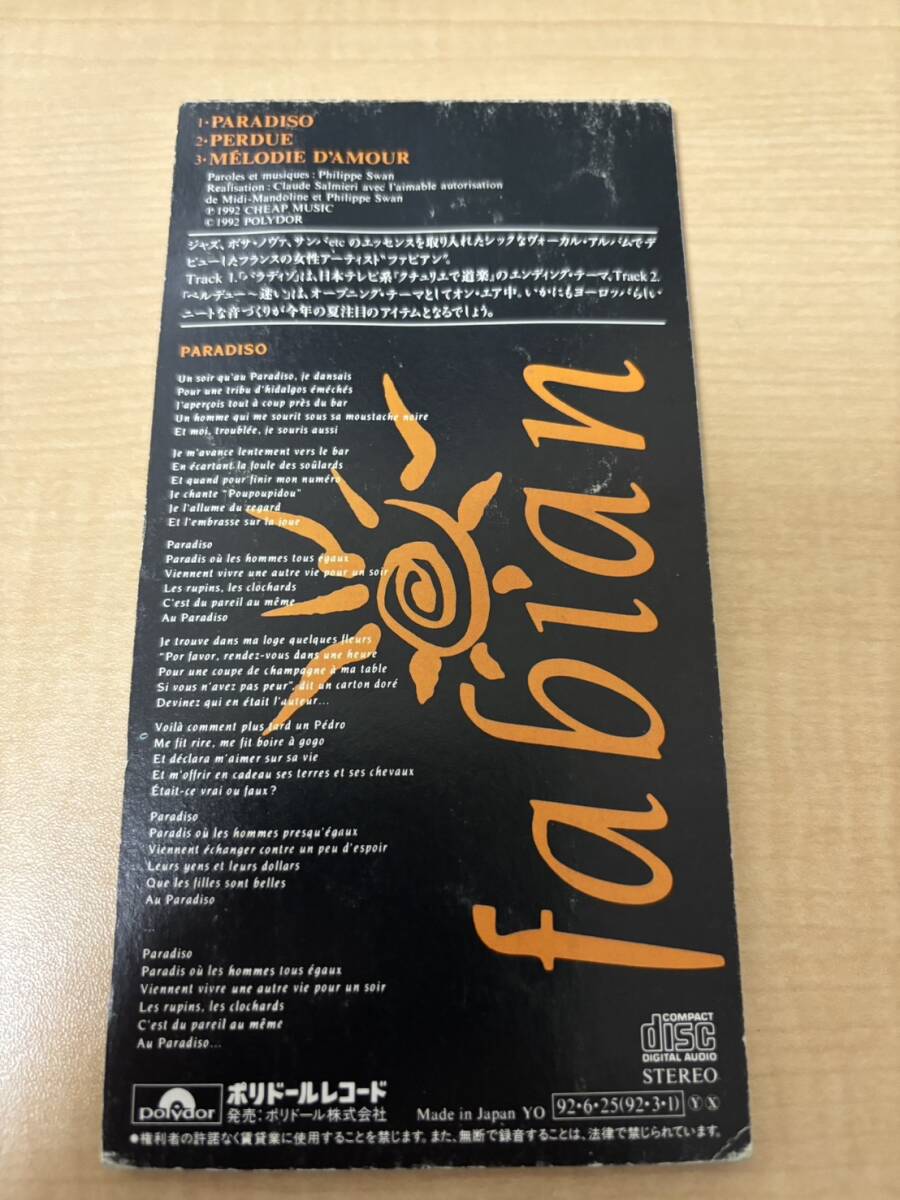 1・PARADISO
2・PERDUE
3・MÉLODIE D'AMOUR
Paroles et musiques : Philippe Swan
Realisation : Claude Salmieri avec l'aimable autorisation
de Midi-Mandoline et Philippe Swan
℗ 1992 CHEAP MUSIC
© 1992 POLYDOR
ジャズ、ボサ・ノヴァ、サンバetc のエッセンスを取り入れたシックなヴォーカル・アルバムでデ
ビューしたフランスの女性アーティスト“ファビアン”。
Track 1.「パラディソ」は、日本テレビ系「クチュリエで道楽」のエンディング・テーマ、Track 2.
「ペルデュー～迷い」は、オープニング・テーマとしてオン・エア中。いかにもヨーロッパらしい、
ニートな音づくりが今年の夏注目のアイテムとなるでしょう。
PARADISO
Un soir qu'au Paradiso, je dansais
Pour une tribu d'hidalgos éméchés
J'aperçois tout à coup près du bar
Un homme qui me sourit sous sa moustache noire
Et moi, troublée, je souris aussi
Je m'avance lentement vers le bar
En écartant la foule des soûlards
Et quand pour finir mon numéro
Je chante "Poupoupidou"
Je l'allume du regard
Et l'embrasse sur la joue
Paradiso
Paradis où les hommes tous égaux
Viennent vivre une autre vie pour un soir
Les rupins, les clochards
C'est du pareil au même
Au Paradiso
Je trouve dans ma loge quelques fleurs
"Por favor, rendez-vous dans une heure
Pour une coupe de champagne à ma table
Si vous n'avez pas peur", dit un carton doré
Devinez qui en était l'auteur...
Voilà comment plus tard un Pédro
Me fit rire, me fit boire à gogo
Et déclara m'aimer sur sa vie
Et m'offrir en cadeau ses terres et ses chevaux
Était-ce vrai ou faux ?
Paradiso
Paradis où les hommes presqu'égaux
Viennent échanger contre un peu d'espoir
Leurs yens et leurs dollars
Que les filles sont belles
Au Paradiso
...
Paradiso
Paradis où les hommes tous égaux
Viennent vivre une autre vie pour un soir
Les rupins, les clochards
C'est du pareil au même
Au Paradiso...
fabian
COMPACT
disc
DIGITAL AUDIO
STEREO
polydor
ポリドールレコード
発売：ポリドール株式会社
Made in Japan YO
92・6・25(92・3・1)
Y X
●権利者の許諾なく賃貸業に使用することを禁じます。また、無断で録音することは、法律で禁じられています。